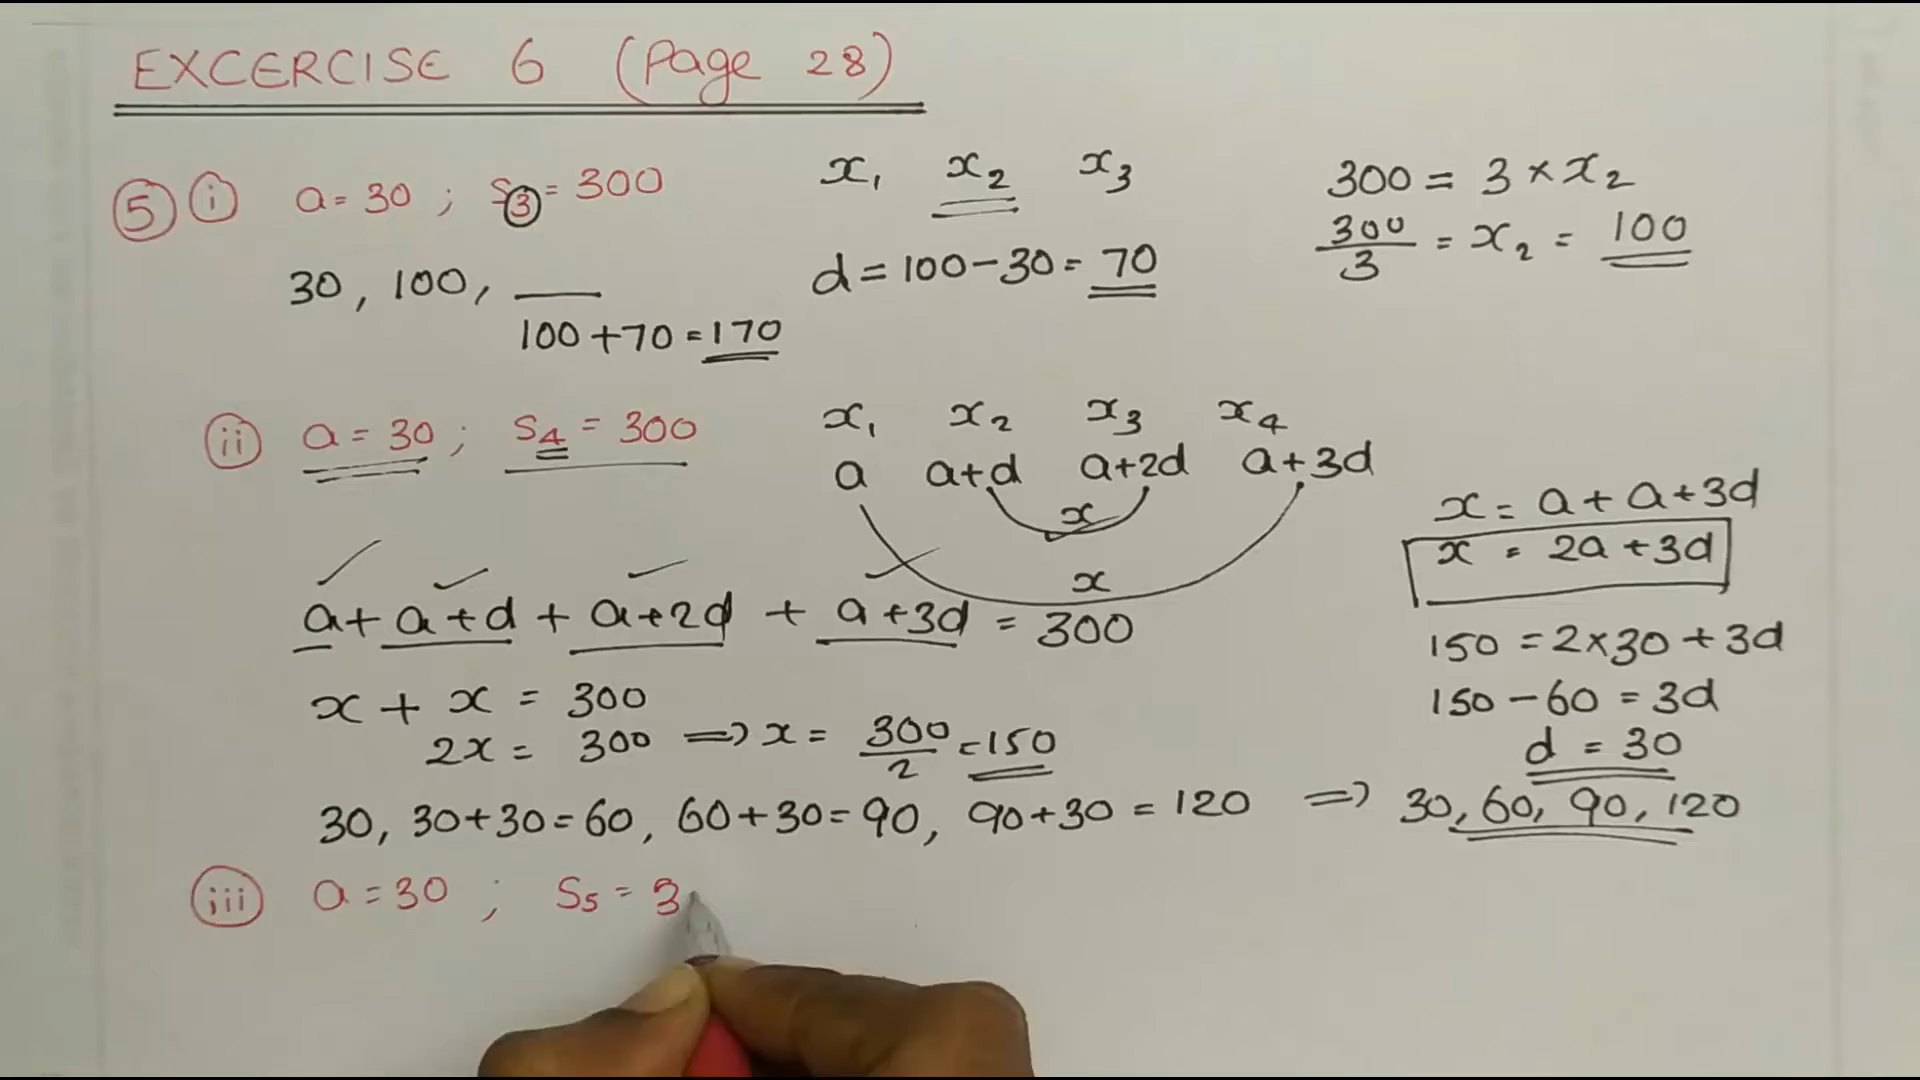 EXCERCISE 6 (Page 28)
5 i a = 30 ; S3 = 300
x1 x2 x3
300 = 3 × x2
300/3 = x2 = 100
30, 100, ___
d = 100 - 30 = 70
100 + 70 = 170
ii a = 30 ; S4 = 300
x1 x2 x3 x4
a a+d a+2d a+3d
x
x
x = a + a + 3d
x = 2a + 3d
a + a + d + a + 2d + a + 3d = 300
150 = 2×30 + 3d
x + x = 300
150 - 60 = 3d
2x = 300 ⇒ x = 300/2 = 150
d = 30
30, 30+30=60, 60+30=90, 90+30=120 ⇒ 30, 60, 90, 120
iii a = 30 ; S5 = 3